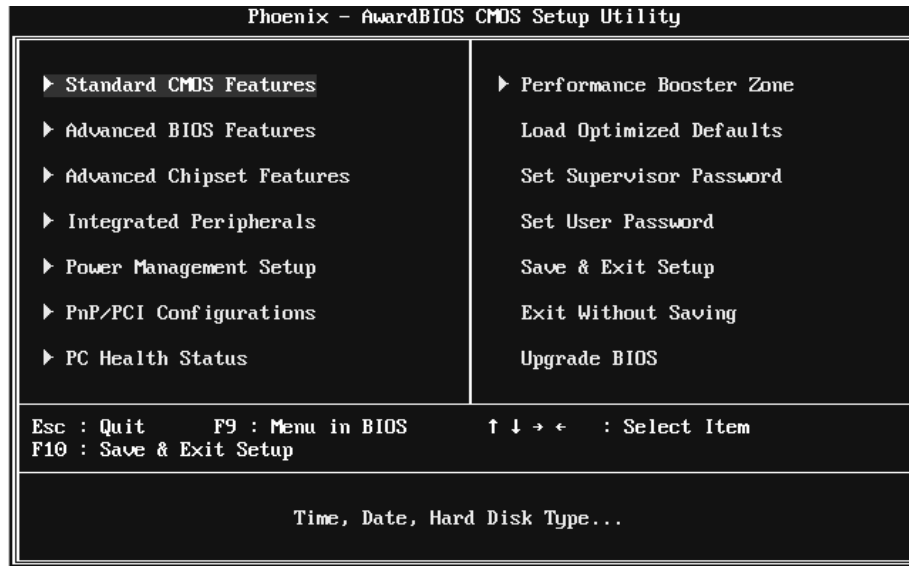 Phoenix - AwardBIOS CMOS Setup Utility
▶ Standard CMOS Features
▶ Advanced BIOS Features
▶ Advanced Chipset Features
▶ Integrated Peripherals
▶ Power Management Setup
▶ PnP/PCI Configurations
▶ PC Health Status
▶ Performance Booster Zone
Load Optimized Defaults
Set Supervisor Password
Set User Password
Save & Exit Setup
Exit Without Saving
Upgrade BIOS
Esc : Quit F9 : Menu in BIOS ↑ ↓ → ← : Select Item
F10 : Save & Exit Setup
Time, Date, Hard Disk Type...